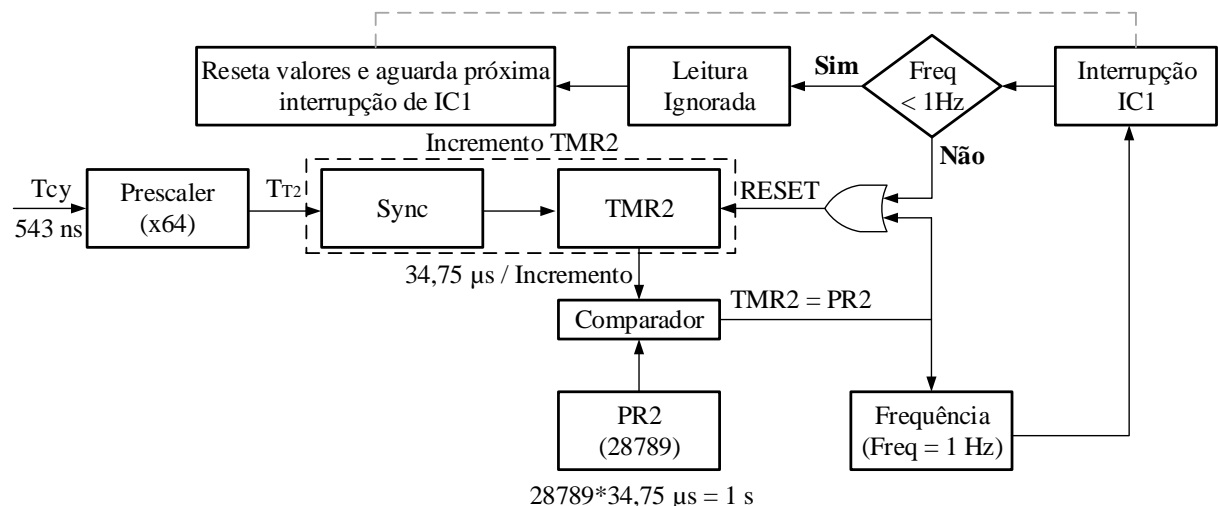 Reseta valores e aguarda próxima
interrupção de IC1
Leitura
Ignorada
Sim
Freq
< 1Hz
Interrupção
IC1
Não
Incremento TMR2
Tcy
543 ns
Prescaler
(x64)
TT2
Sync
TMR2
RESET
34,75 µs / Incremento
Comparador
TMR2 = PR2
PR2
(28789)
Frequência
(Freq = 1 Hz)
28789*34,75 µs = 1 s